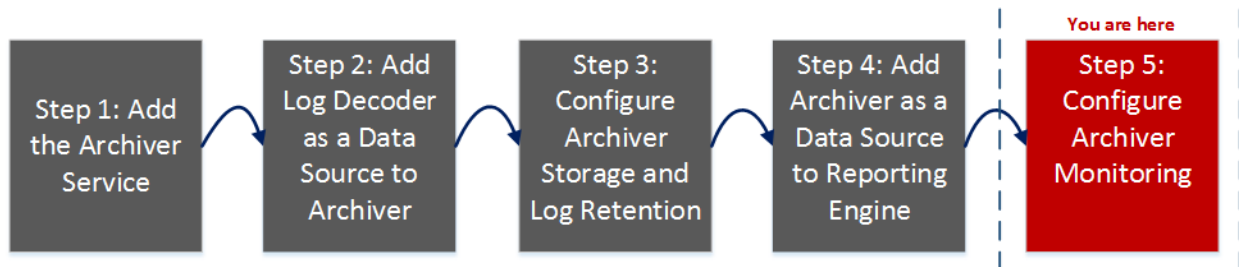 You are here
Step 1: Add
the Archiver
Service
Step 2: Add
Log Decoder
as a Data
Source to
Archiver
Step 3:
Configure
Archiver
Storage and
Log Retention
Step 4: Add
Archiver as a
Data Source
to Reporting
Engine
Step 5:
Configure
Archiver
Monitoring